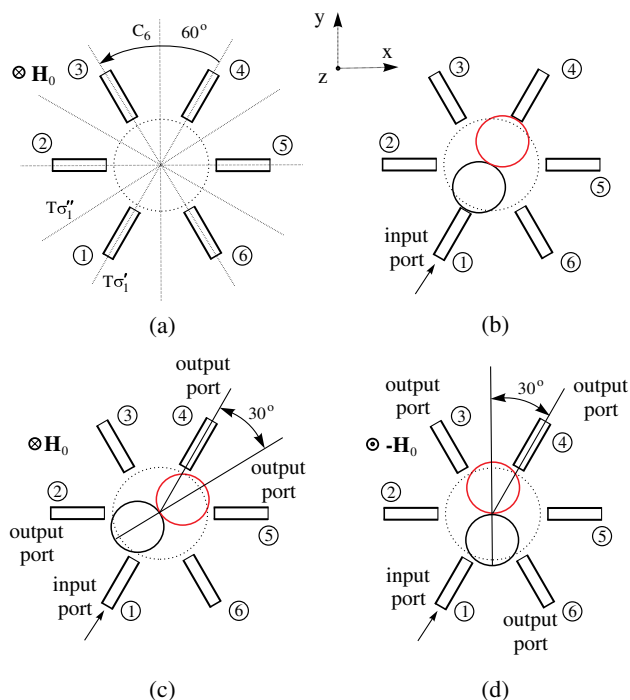 C₆ 60°
③ ④
⊗ H₀
② ⑤
Tσ₁″
① ⑥
Tσ₁′
(a)
y
x
z
③ ④
② ⑤
input
port
① ⑥
(b)
output
port
③ ④
30°
⊗ H₀
output
port
② ⑤
output
port
input
port
① ⑥
(c)
output
port
30°
output
port
③ ④
⊙ -H₀
② ⑤
input
port
① ⑥
output
port
(d)